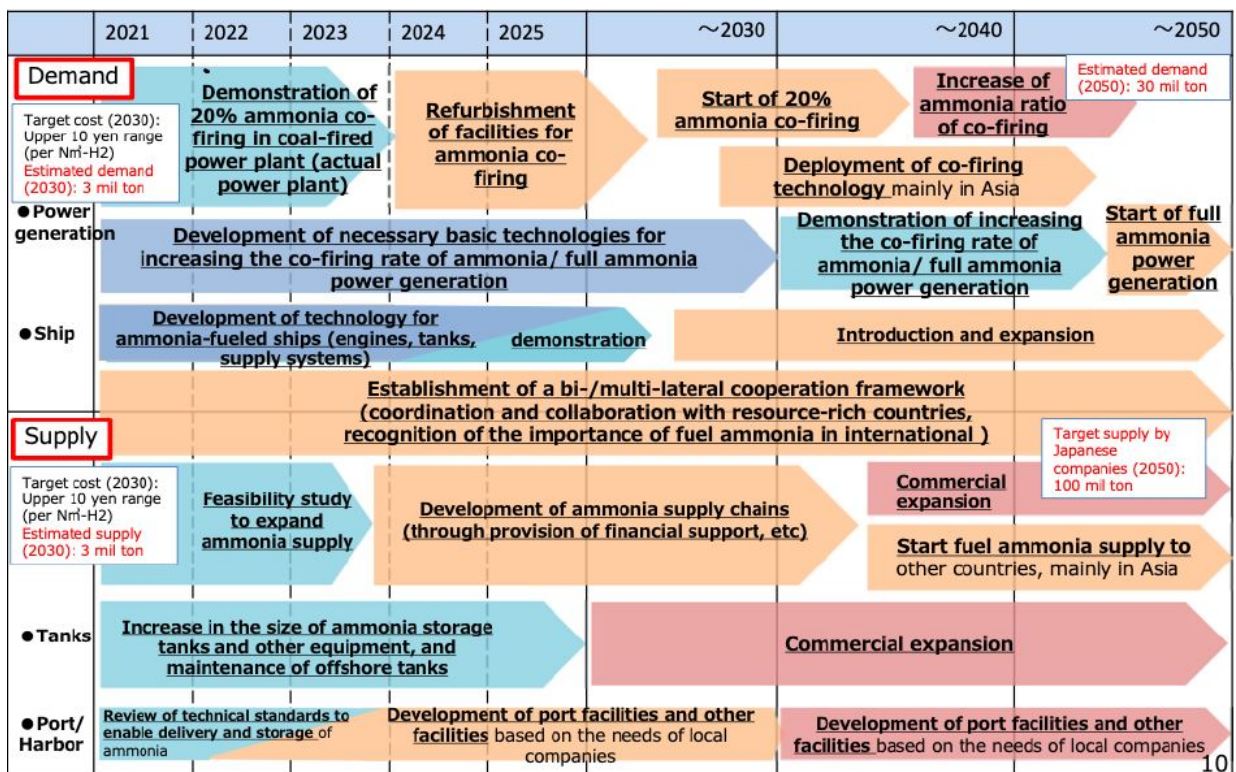 2021 2022 2023 2024 2025 ～2030 ～2040 ～2050
Demand
Target cost (2030):
Upper 10 yen range
(per N㎥-H2)
Estimated demand
(2030): 3 mil ton
Demonstration of
20% ammonia co-
firing in coal-fired
power plant (actual
power plant)
Refurbishment
of facilities for
ammonia co-
firing
Start of 20%
ammonia co-firing
Increase of
ammonia ratio
of co-firing
Estimated demand
(2050): 30 mil ton
Deployment of co-firing
technology mainly in Asia
●Power
generation
Development of necessary basic technologies for
increasing the co-firing rate of ammonia/ full ammonia
power generation
Demonstration of increasing
the co-firing rate of
ammonia/ full ammonia
power generation
Start of full
ammonia
power
generation
●Ship
Development of technology for
ammonia-fueled ships (engines, tanks,
supply systems)
demonstration
Introduction and expansion
Establishment of a bi-/multi-lateral cooperation framework
(coordination and collaboration with resource-rich countries,
recognition of the importance of fuel ammonia in international )
Supply
Target cost (2030):
Upper 10 yen range
(per N㎥-H2)
Estimated supply
(2030): 3 mil ton
Feasibility study
to expand
ammonia supply
Development of ammonia supply chains
(through provision of financial support, etc)
Commercial
expansion
Target supply by
Japanese
companies (2050):
100 mil ton
Start fuel ammonia supply to
other countries, mainly in Asia
●Tanks
Increase in the size of ammonia storage
tanks and other equipment, and
maintenance of offshore tanks
Commercial expansion
●Port/
Harbor
Review of technical standards to
enable delivery and storage of
ammonia
Development of port facilities and other
facilities based on the needs of local
companies
Development of port facilities and other
facilities based on the needs of local companies
10